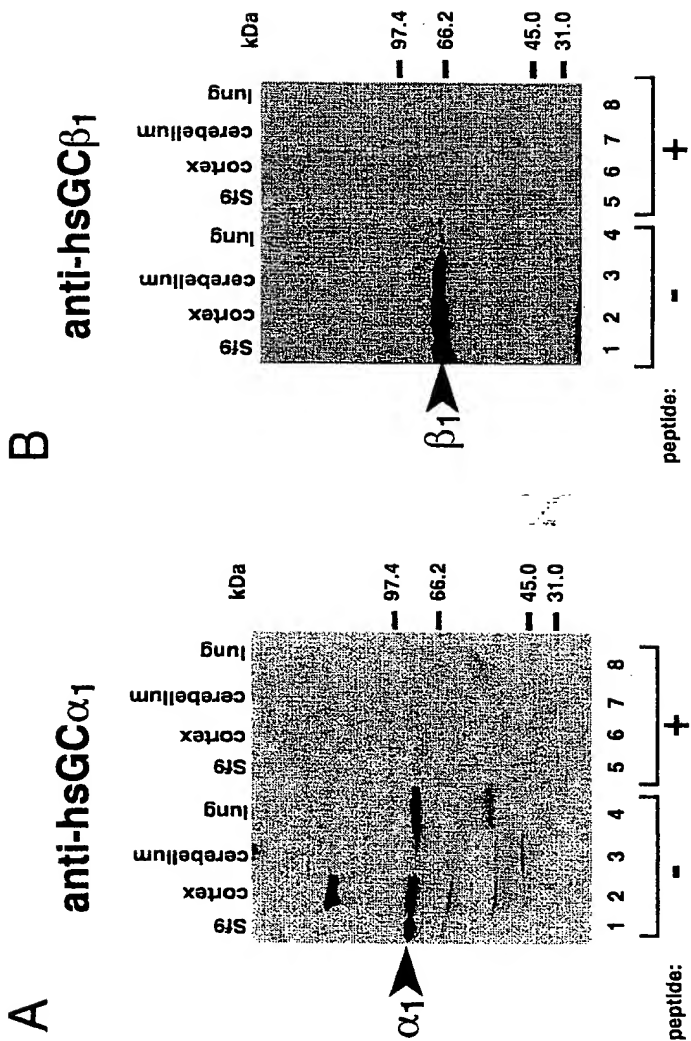 A
anti-hsGCα1
Sf9 cortex cerebellum lung Sf9 cortex cerebellum lung
kDa
97.4
66.2
45.0
31.0
α1
1 2 3 4 5 6 7 8
peptide: - +
B
anti-hsGCβ1
Sf9 cortex cerebellum lung Sf9 cortex cerebellum lung
kDa
97.4
66.2
45.0
31.0
β1
1 2 3 4 5 6 7 8
peptide: - +